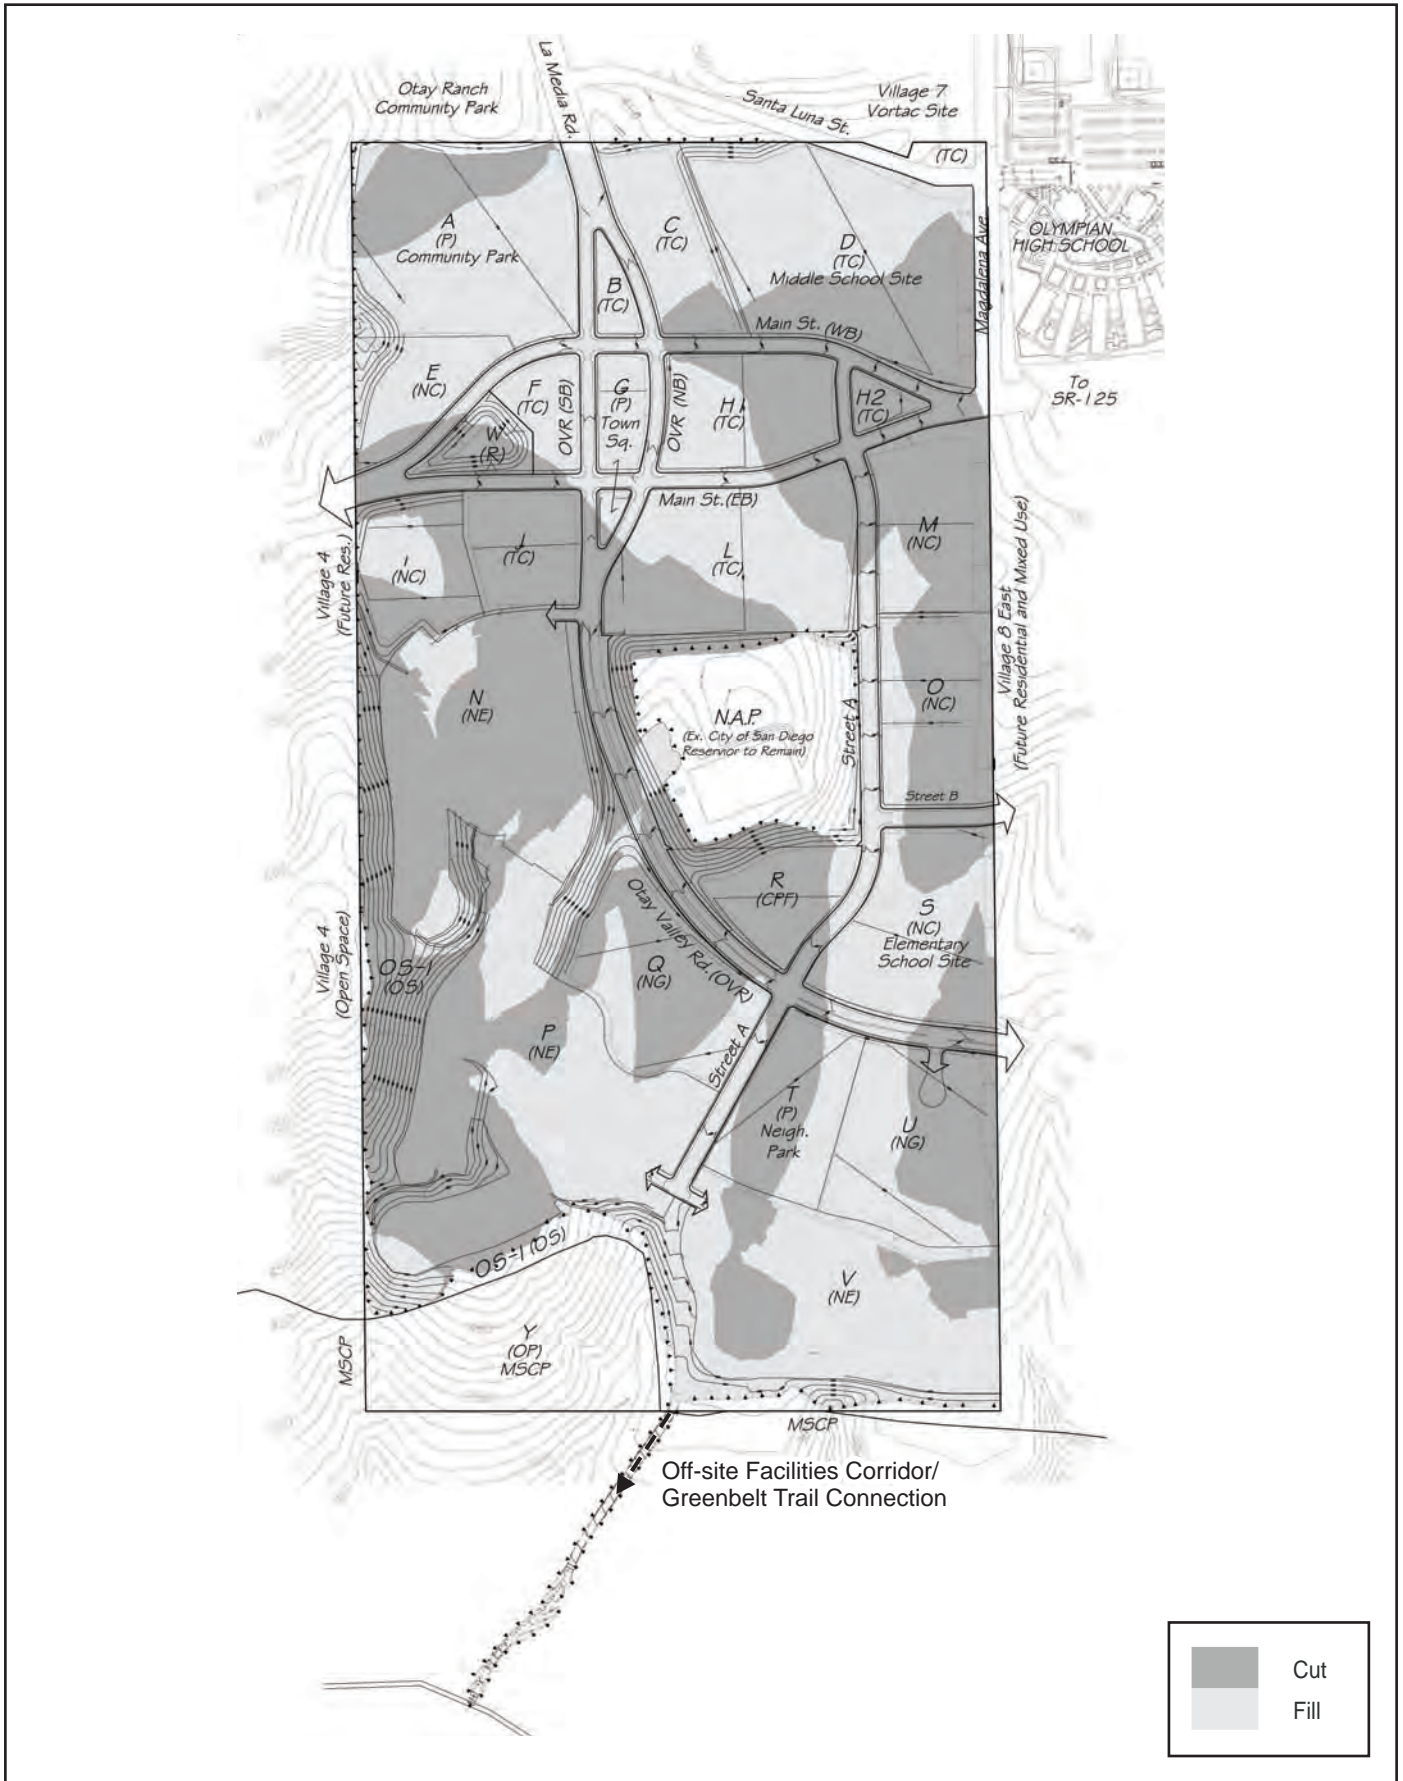 La Media Rd.
Otay Ranch
Community Park
Santa Luna St.
Village 7
Vortac Site
(TC)
OLYMPIAN
HIGH SCHOOL
Magdalena Ave.
A
(P)
Community Park
C
(TC)
D
(TC)
Middle School Site
B
(TC)
Main St. (WB)
To
SR-125
E
(NC)
F
(TC)
OVR (SB)
G
(P)
Town
Sq.
OVR (NB)
H1
(TC)
H2
(TC)
W
(R)
Main St. (EB)
Village 4
(Future Res.)
I
(NC)
J
(TC)
L
(TC)
M
(NC)
Village 8 East
(Future Residential and Mixed Use)
N
(NE)
N.A.P.
(Ex. City of San Diego
Reservior to Remain)
Street A
O
(NC)
Street B
R
(CPF)
Otay Valley Rd. (OVR)
S
(NC)
Elementary
School Site
Village 4
(Open Space)
OS-1
(OS)
Q
(NG)
P
(NE)
Street A
T
(P)
Neigh.
Park
U
(NG)
OS-1 (OS)
V
(NE)
Y
(OP)
MSCP
MSCP
MSCP
Off-site Facilities Corridor/
Greenbelt Trail Connection
Cut
Fill